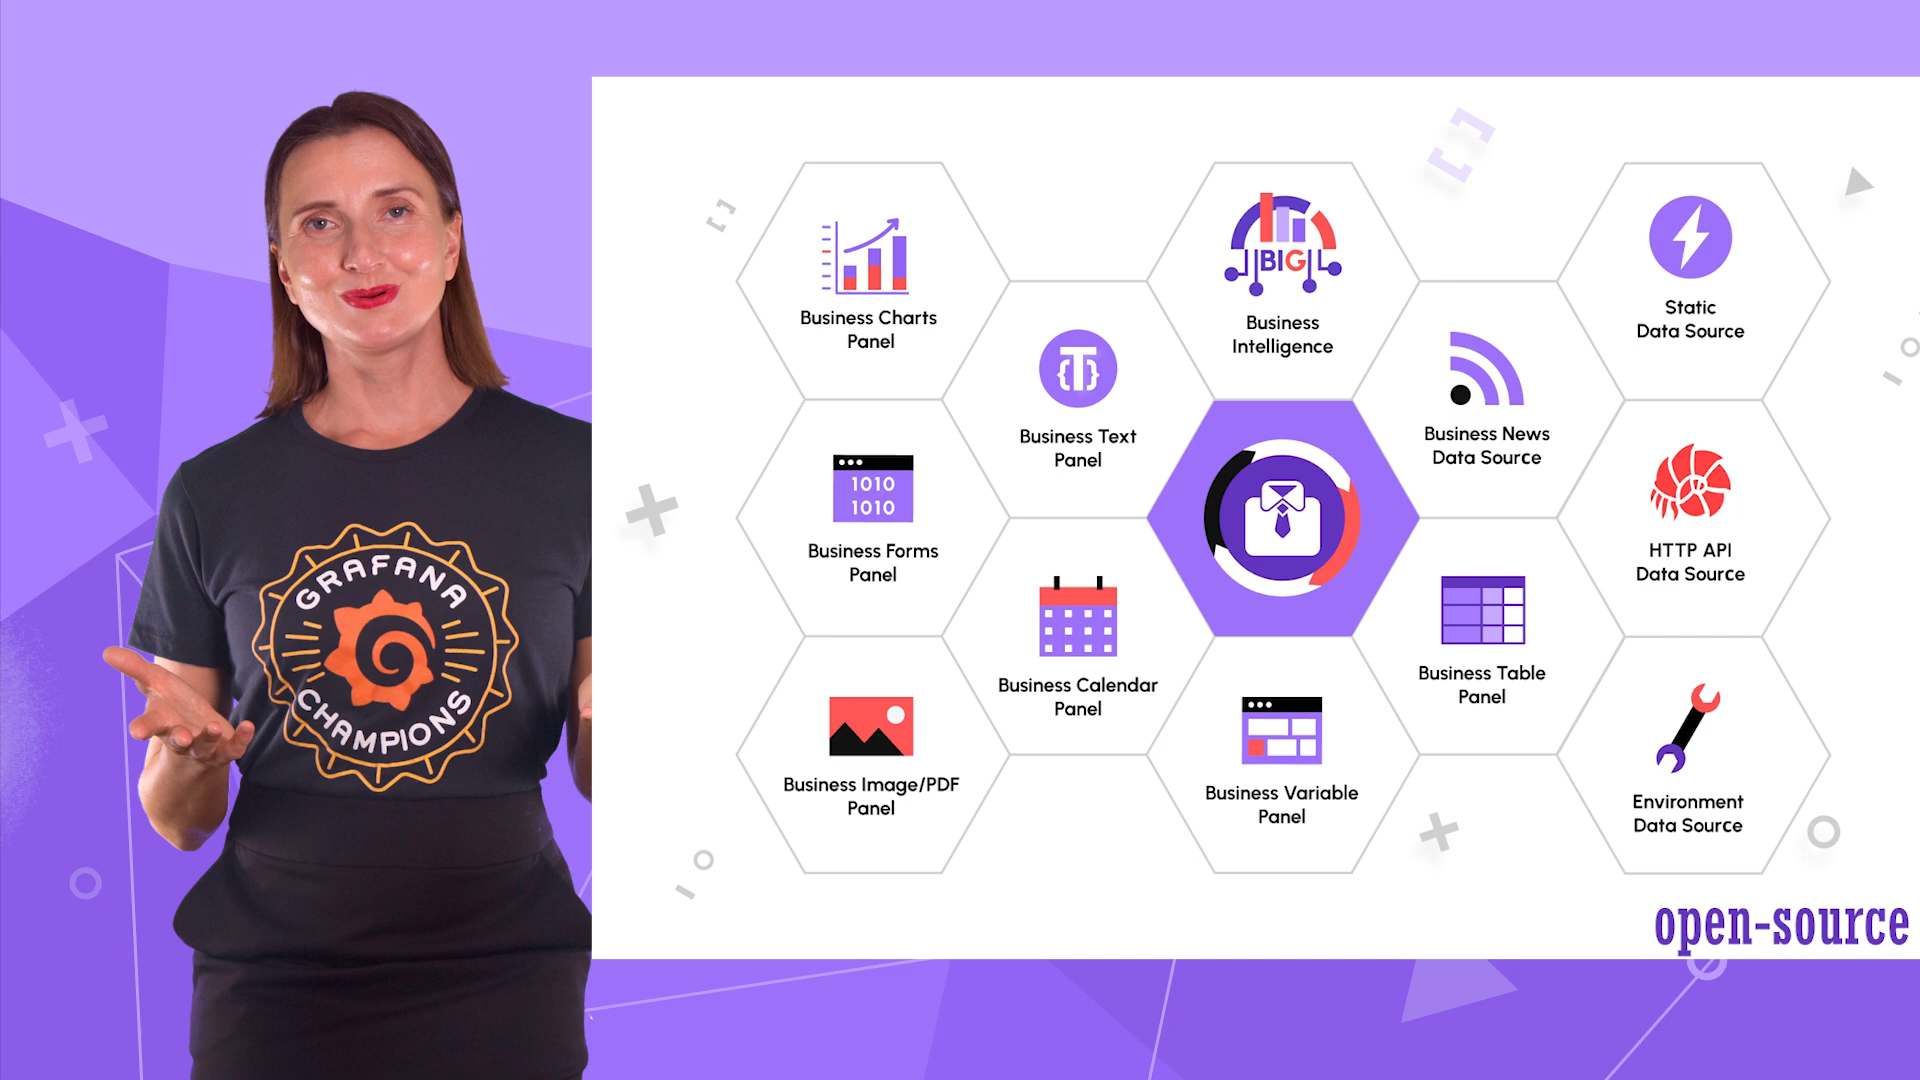 GRAFANA
CHAMPIONS
Business Charts
Panel
Business Text
Panel
BIG
Business
Intelligence
Business News
Data Source
Static
Data Source
1010
1010
Business Forms
Panel
Business Calendar
Panel
HTTP API
Data Source
Business Table
Panel
Business Image/PDF
Panel
Business Variable
Panel
Environment
Data Source
open-source